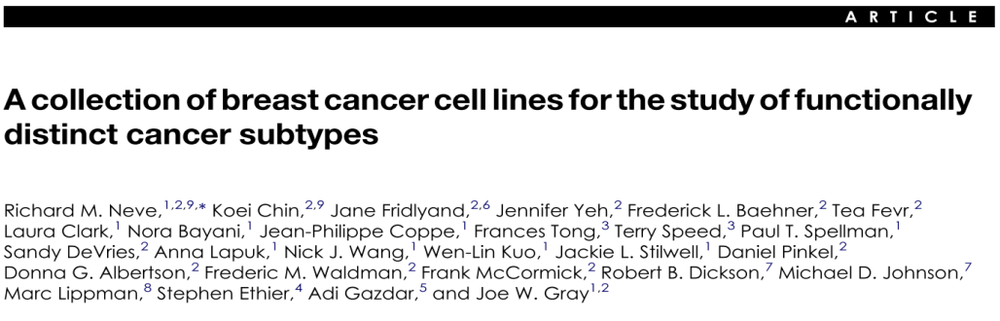 ARTICLE
A collection of breast cancer cell lines for the study of functionally
distinct cancer subtypes
Richard M. Neve,1,2,9,* Koei Chin,2,9 Jane Fridlyand,2,6 Jennifer Yeh,2 Frederick L. Baehner,2 Tea Fevr,2
Laura Clark,1 Nora Bayani,1 Jean-Philippe Coppe,1 Frances Tong,3 Terry Speed,3 Paul T. Spellman,1
Sandy DeVries,2 Anna Lapuk,1 Nick J. Wang,1 Wen-Lin Kuo,1 Jackie L. Stilwell,1 Daniel Pinkel,2
Donna G. Albertson,2 Frederic M. Waldman,2 Frank McCormick,2 Robert B. Dickson,7 Michael D. Johnson,7
Marc Lippman,8 Stephen Ethier,4 Adi Gazdar,5 and Joe W. Gray1,2